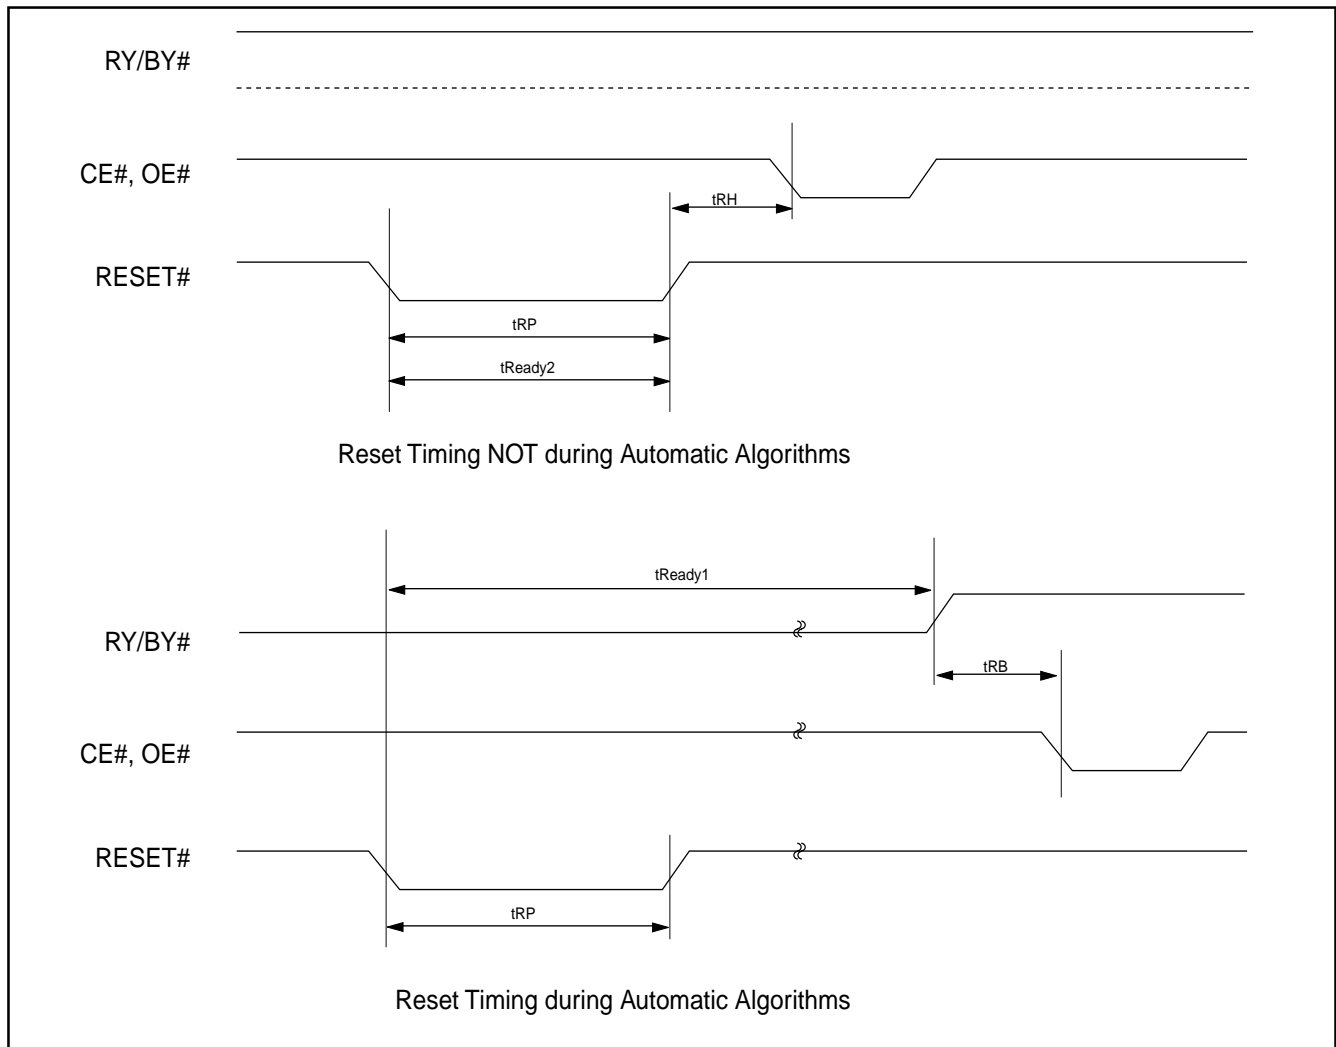 RY/BY#
CE#, OE#
tRH
RESET#
tRP
tReady2
Reset Timing NOT during Automatic Algorithms
tReady1
RY/BY#
tRB
CE#, OE#
RESET#
tRP
Reset Timing during Automatic Algorithms